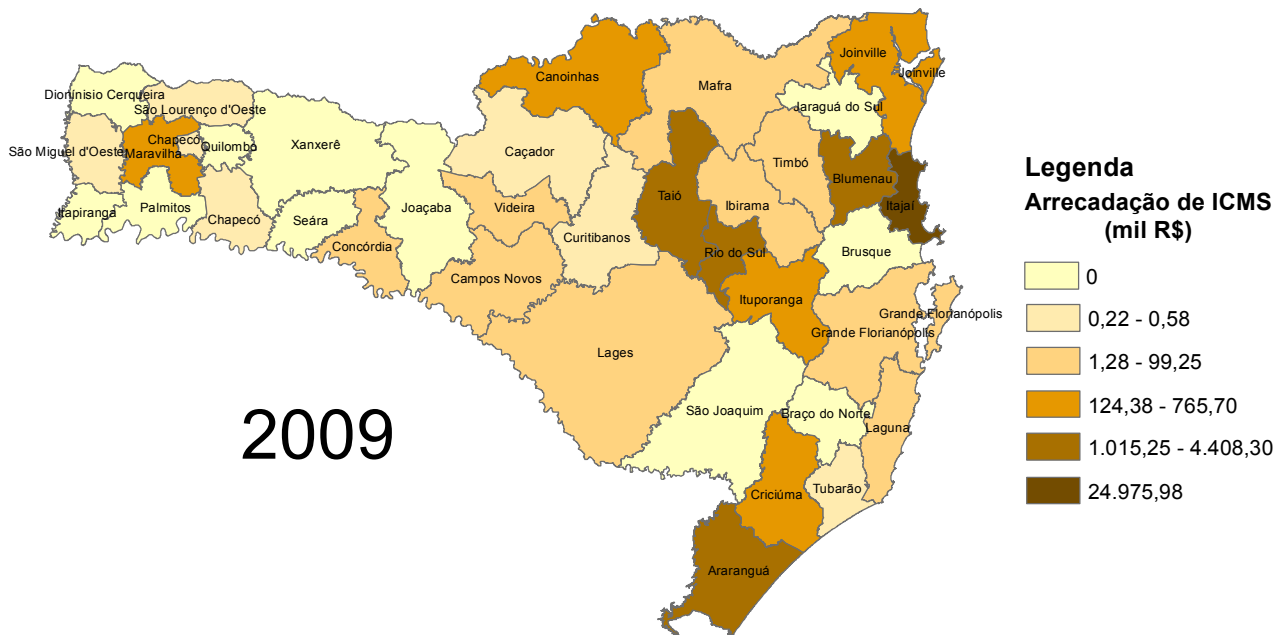 Joinville
Canoinhas
Joinville
Mafra
Dionínisio Cerqueira
São Lourenço d'Oeste
Jaraguá do Sul
Chapecó
Quilombo
Xanxerê
São Miguel d'Oeste
Maravilha
Caçador
Timbó
Blumenau
Taió
Itapiranga
Palmitos
Joaçaba
Videira
Ibirama
Itajaí
Chapecó
Seára
Curitibanos
Concórdia
Rio do Sul
Brusque
Campos Novos
Ituporanga
Grande Florianópolis
Grande Florianópolis
Lages
São Joaquim
Braço do Norte
Laguna
Tubarão
Criciúma
Araranguá
2009
Legenda
Arrecadação de ICMS
(mil R$)
0
0,22 - 0,58
1,28 - 99,25
124,38 - 765,70
1.015,25 - 4.408,30
24.975,98